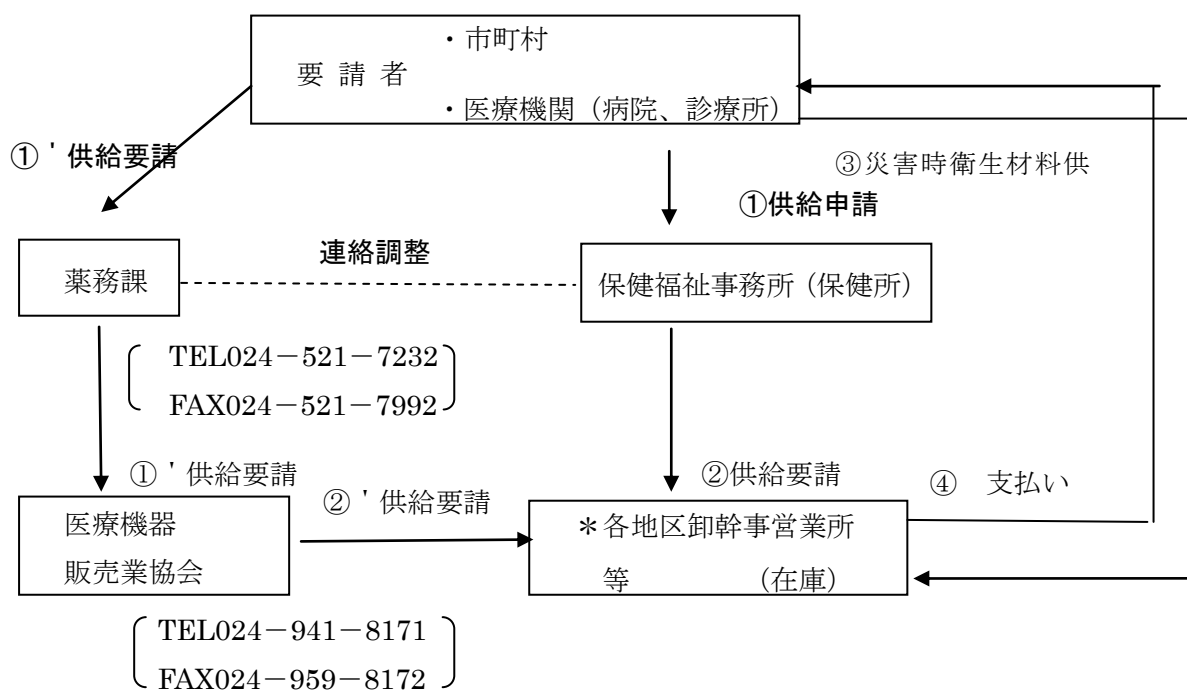 ・市町村
要 請 者
・医療機関（病院、診療所）
①＇供給要請
③災害時衛生材料供
①供給申請
薬務課
連絡調整
保健福祉事務所（保健所）
TEL024－521－7232
FAX024－521－7992
①＇供給要請
②＇供給要請
②供給要請
④　支払い
医療機器
販売業協会
＊各地区卸幹事営業所
等　　　　（在庫）
TEL024－941－8171
FAX024－959－8172